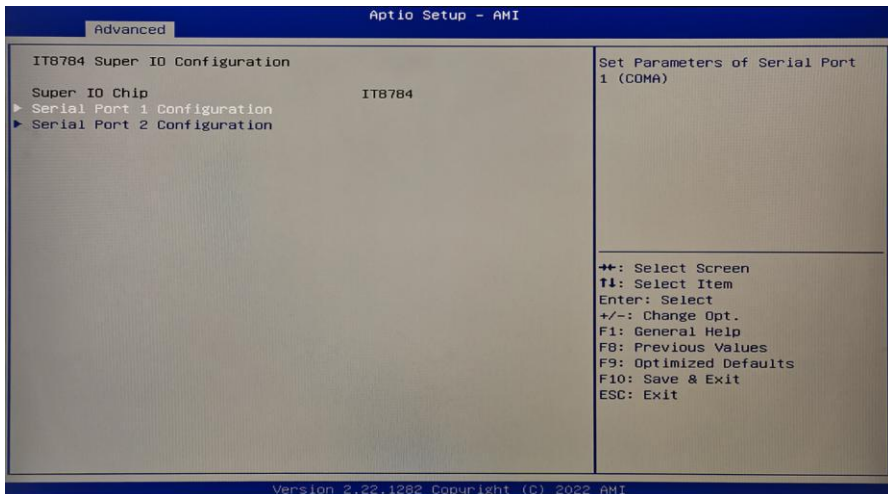 Aptio Setup – AMI
Advanced
IT8784 Super IO Configuration
Super IO Chip IT8784
Serial Port 1 Configuration
Serial Port 2 Configuration
Set Parameters of Serial Port
1 (COMA)
→←: Select Screen
↑↓: Select Item
Enter: Select
+/-: Change Opt.
F1: General Help
F8: Previous Values
F9: Optimized Defaults
F10: Save & Exit
ESC: Exit
Version 2.22.1282 Copyright (C) 2022 AMI